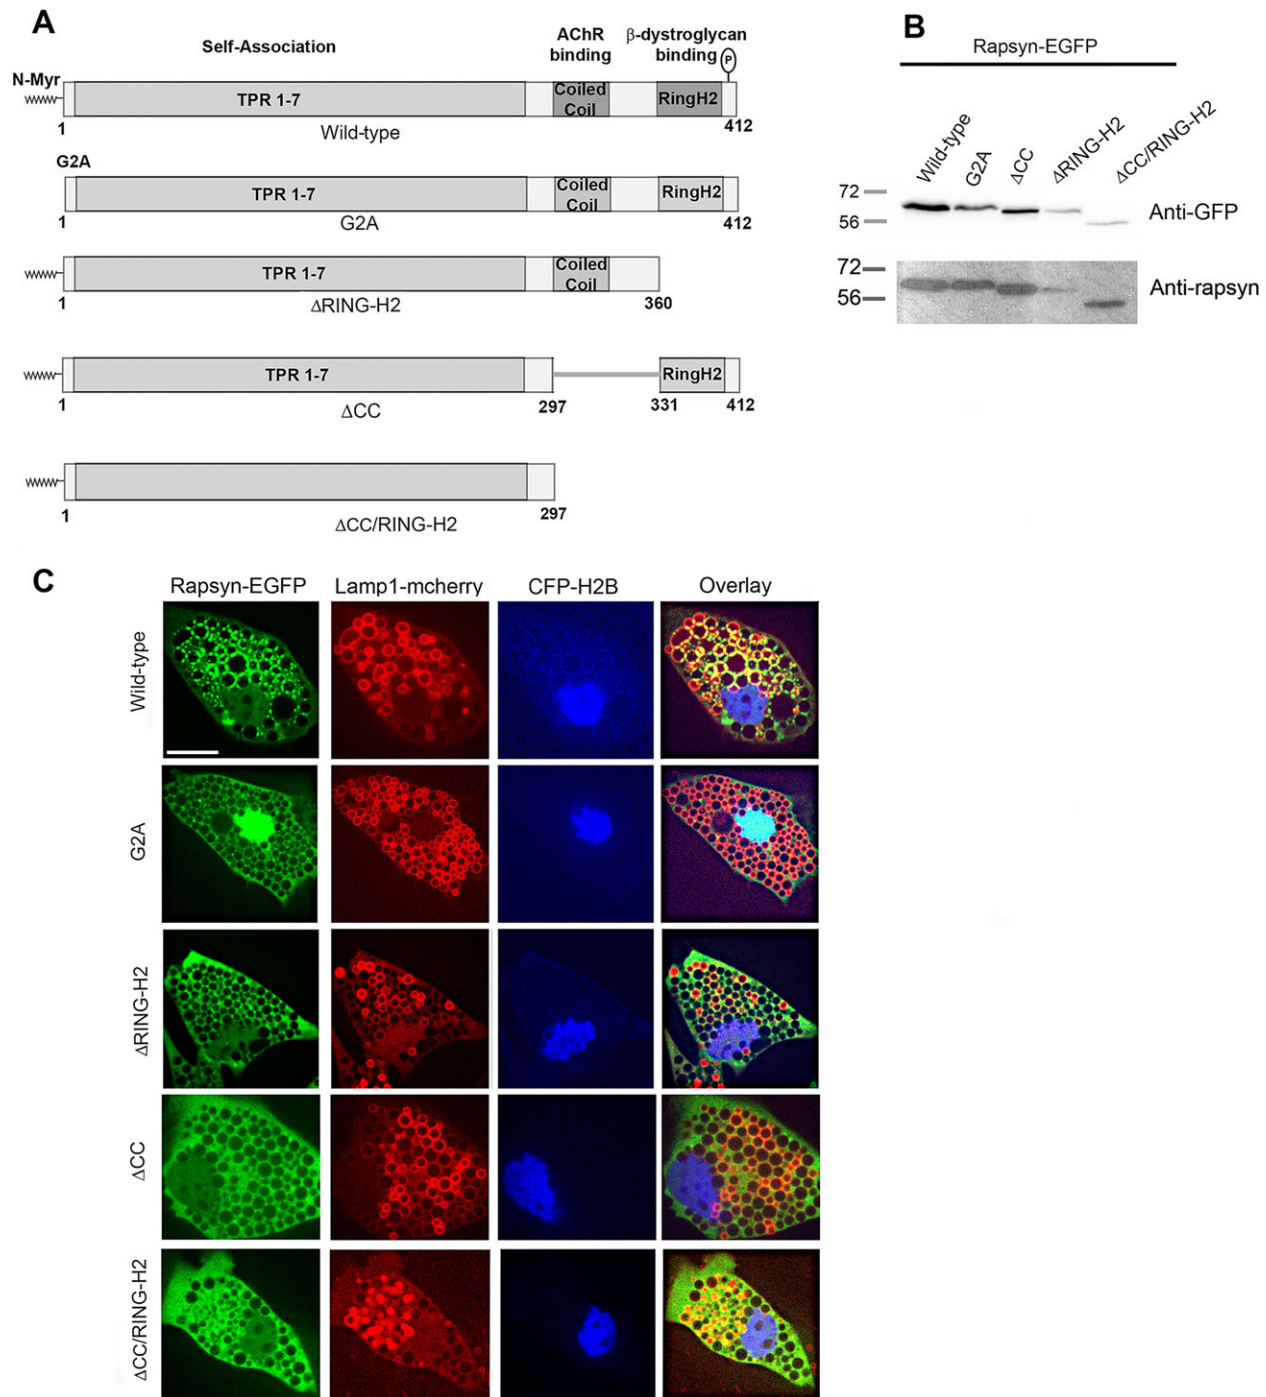 A
Self-Association
AChR
binding
β-dystroglycan
binding
P
N-Myr
TPR 1-7
Coiled
Coil
RingH2
1
Wild-type
412
G2A
TPR 1-7
Coiled
Coil
RingH2
1
G2A
412
TPR 1-7
Coiled
Coil
1
ΔRING-H2
360
TPR 1-7
RingH2
1
ΔCC
297
331
412
1
ΔCC/RING-H2
297
B
Rapsyn-EGFP
Wild-type
G2A
ΔCC
ΔRING-H2
ΔCC/RING-H2
72
56
Anti-GFP
72
56
Anti-rapsyn
C
Rapsyn-EGFP
Lamp1-mcherry
CFP-H2B
Overlay
Wild-type
G2A
ΔRING-H2
ΔCC
ΔCC/RING-H2